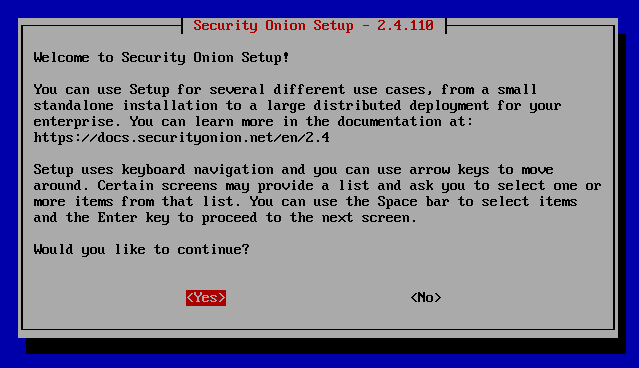 Security Onion Setup - 2.4.110
Welcome to Security Onion Setup!
You can use Setup for several different use cases, from a small
standalone installation to a large distributed deployment for your
enterprise. You can learn more in the documentation at:
https://docs.securityonion.net/en/2.4
Setup uses keyboard navigation and you can use arrow keys to move
around. Certain screens may provide a list and ask you to select one or
more items from that list. You can use the Space bar to select items
and the Enter key to proceed to the next screen.
Would you like to continue?
<Yes> <No>